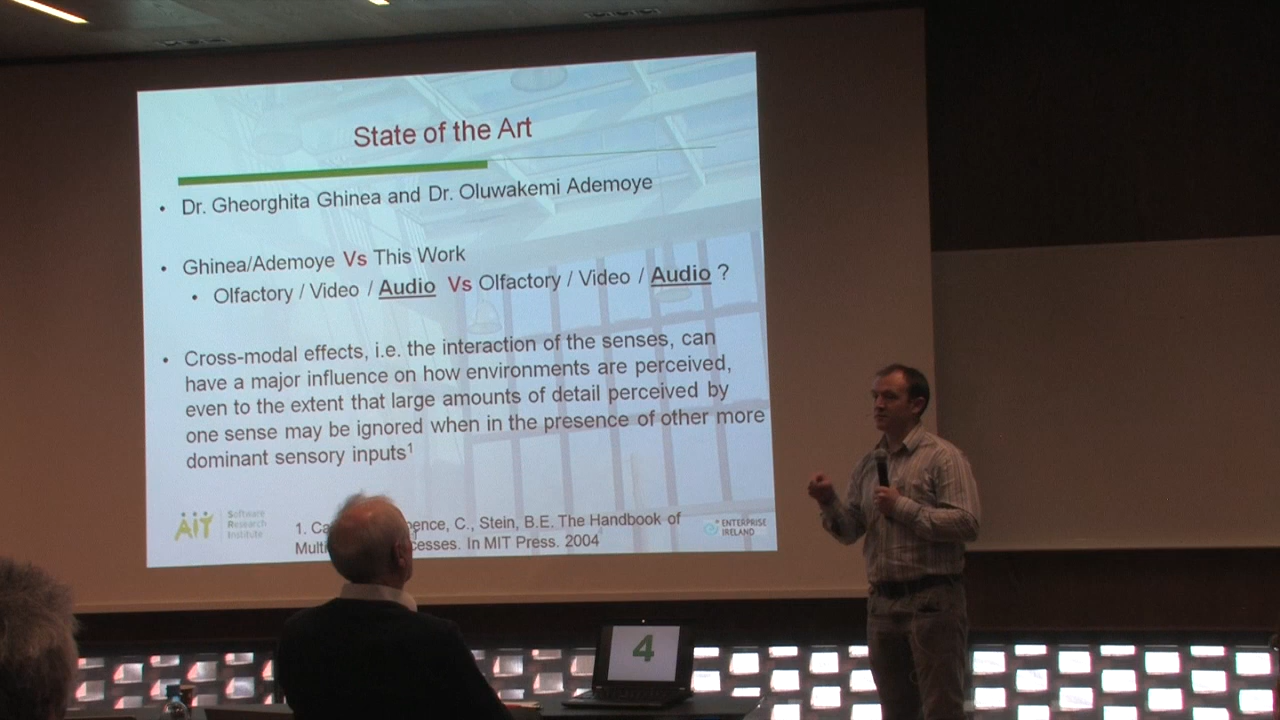 State of the Art
• Dr. Gheorghita Ghinea and Dr. Oluwakemi Ademoye
• Ghinea/Ademoye Vs This Work
• Olfactory / Video / Audio Vs Olfactory / Video / Audio ?
• Cross-modal effects, i.e. the interaction of the senses, can
have a major influence on how environments are perceived,
even to the extent that large amounts of detail perceived by
one sense may be ignored when in the presence of other more
dominant sensory inputs1
AIT
Software
Research
Institute
1. Ca ence, C., Stein, B.E. The Handbook of
Multi cesses. In MIT Press. 2004
ENTERPRISE
IRELAND
4